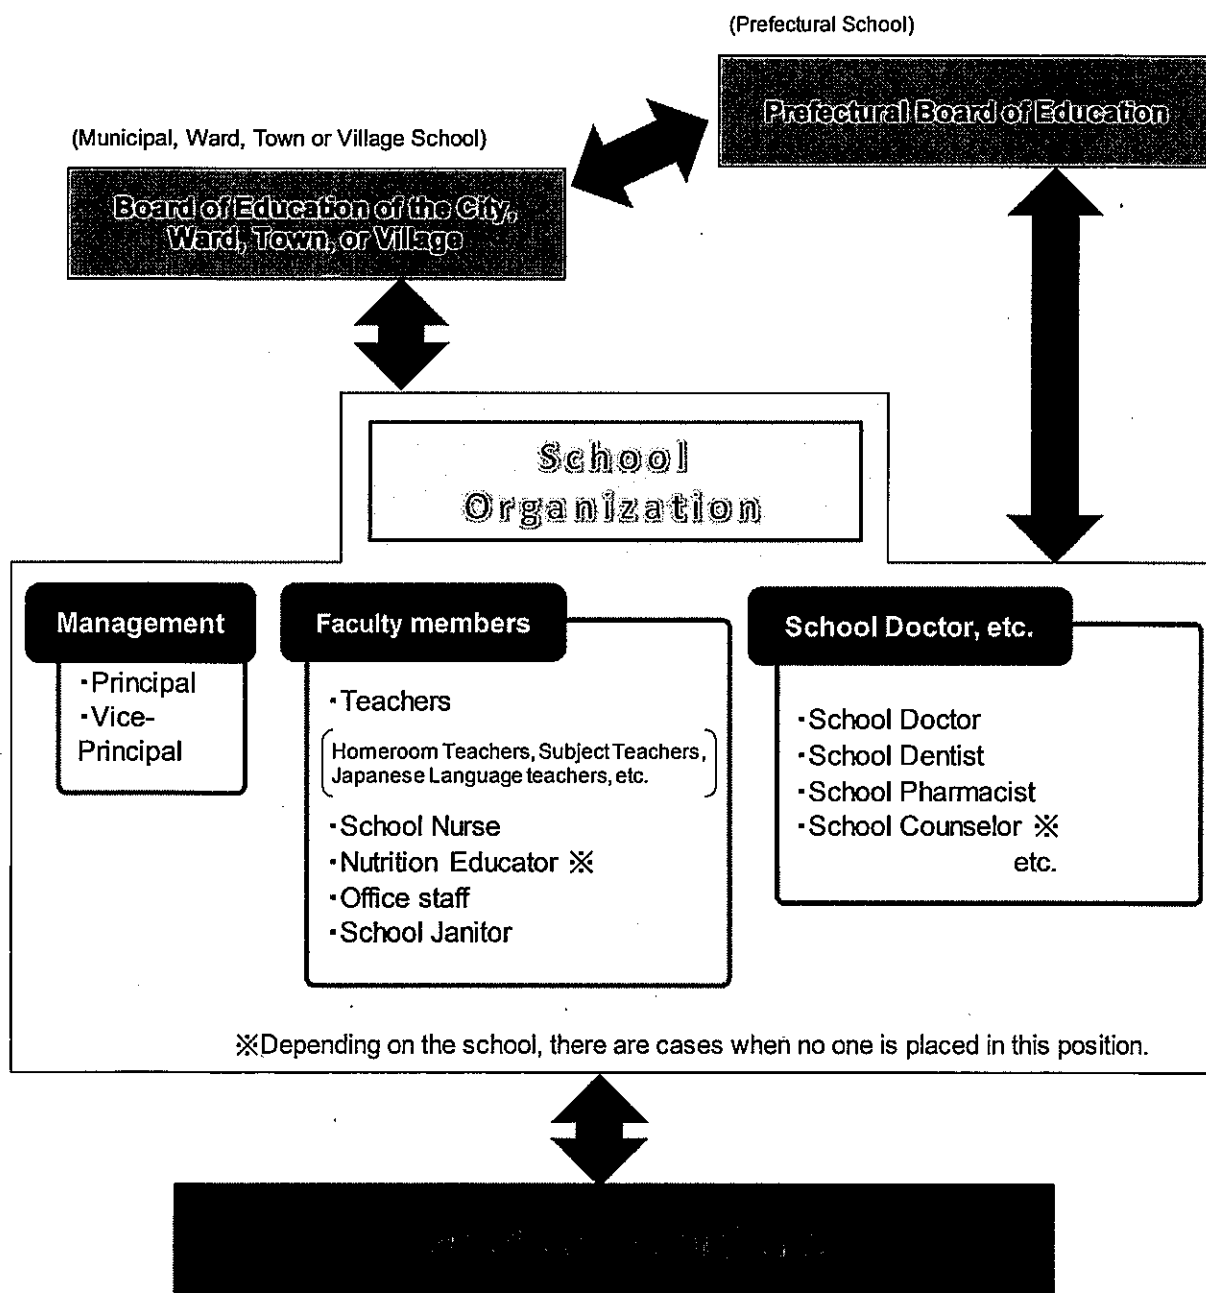 (Prefectural School)
Prefectural Board of Education
(Municipal, Ward, Town or Village School)
Board of Education of the City,
Ward, Town, or Village
School
Organization
Management
・Principal
・Vice-
Principal
Faculty members
・Teachers
Homeroom Teachers, Subject Teachers,
Japanese Language teachers, etc.
・School Nurse
・Nutrition Educator ※
・Office staff
・School Janitor
School Doctor, etc.
・School Doctor
・School Dentist
・School Pharmacist
・School Counselor ※
etc.
※Depending on the school, there are cases when no one is placed in this position.